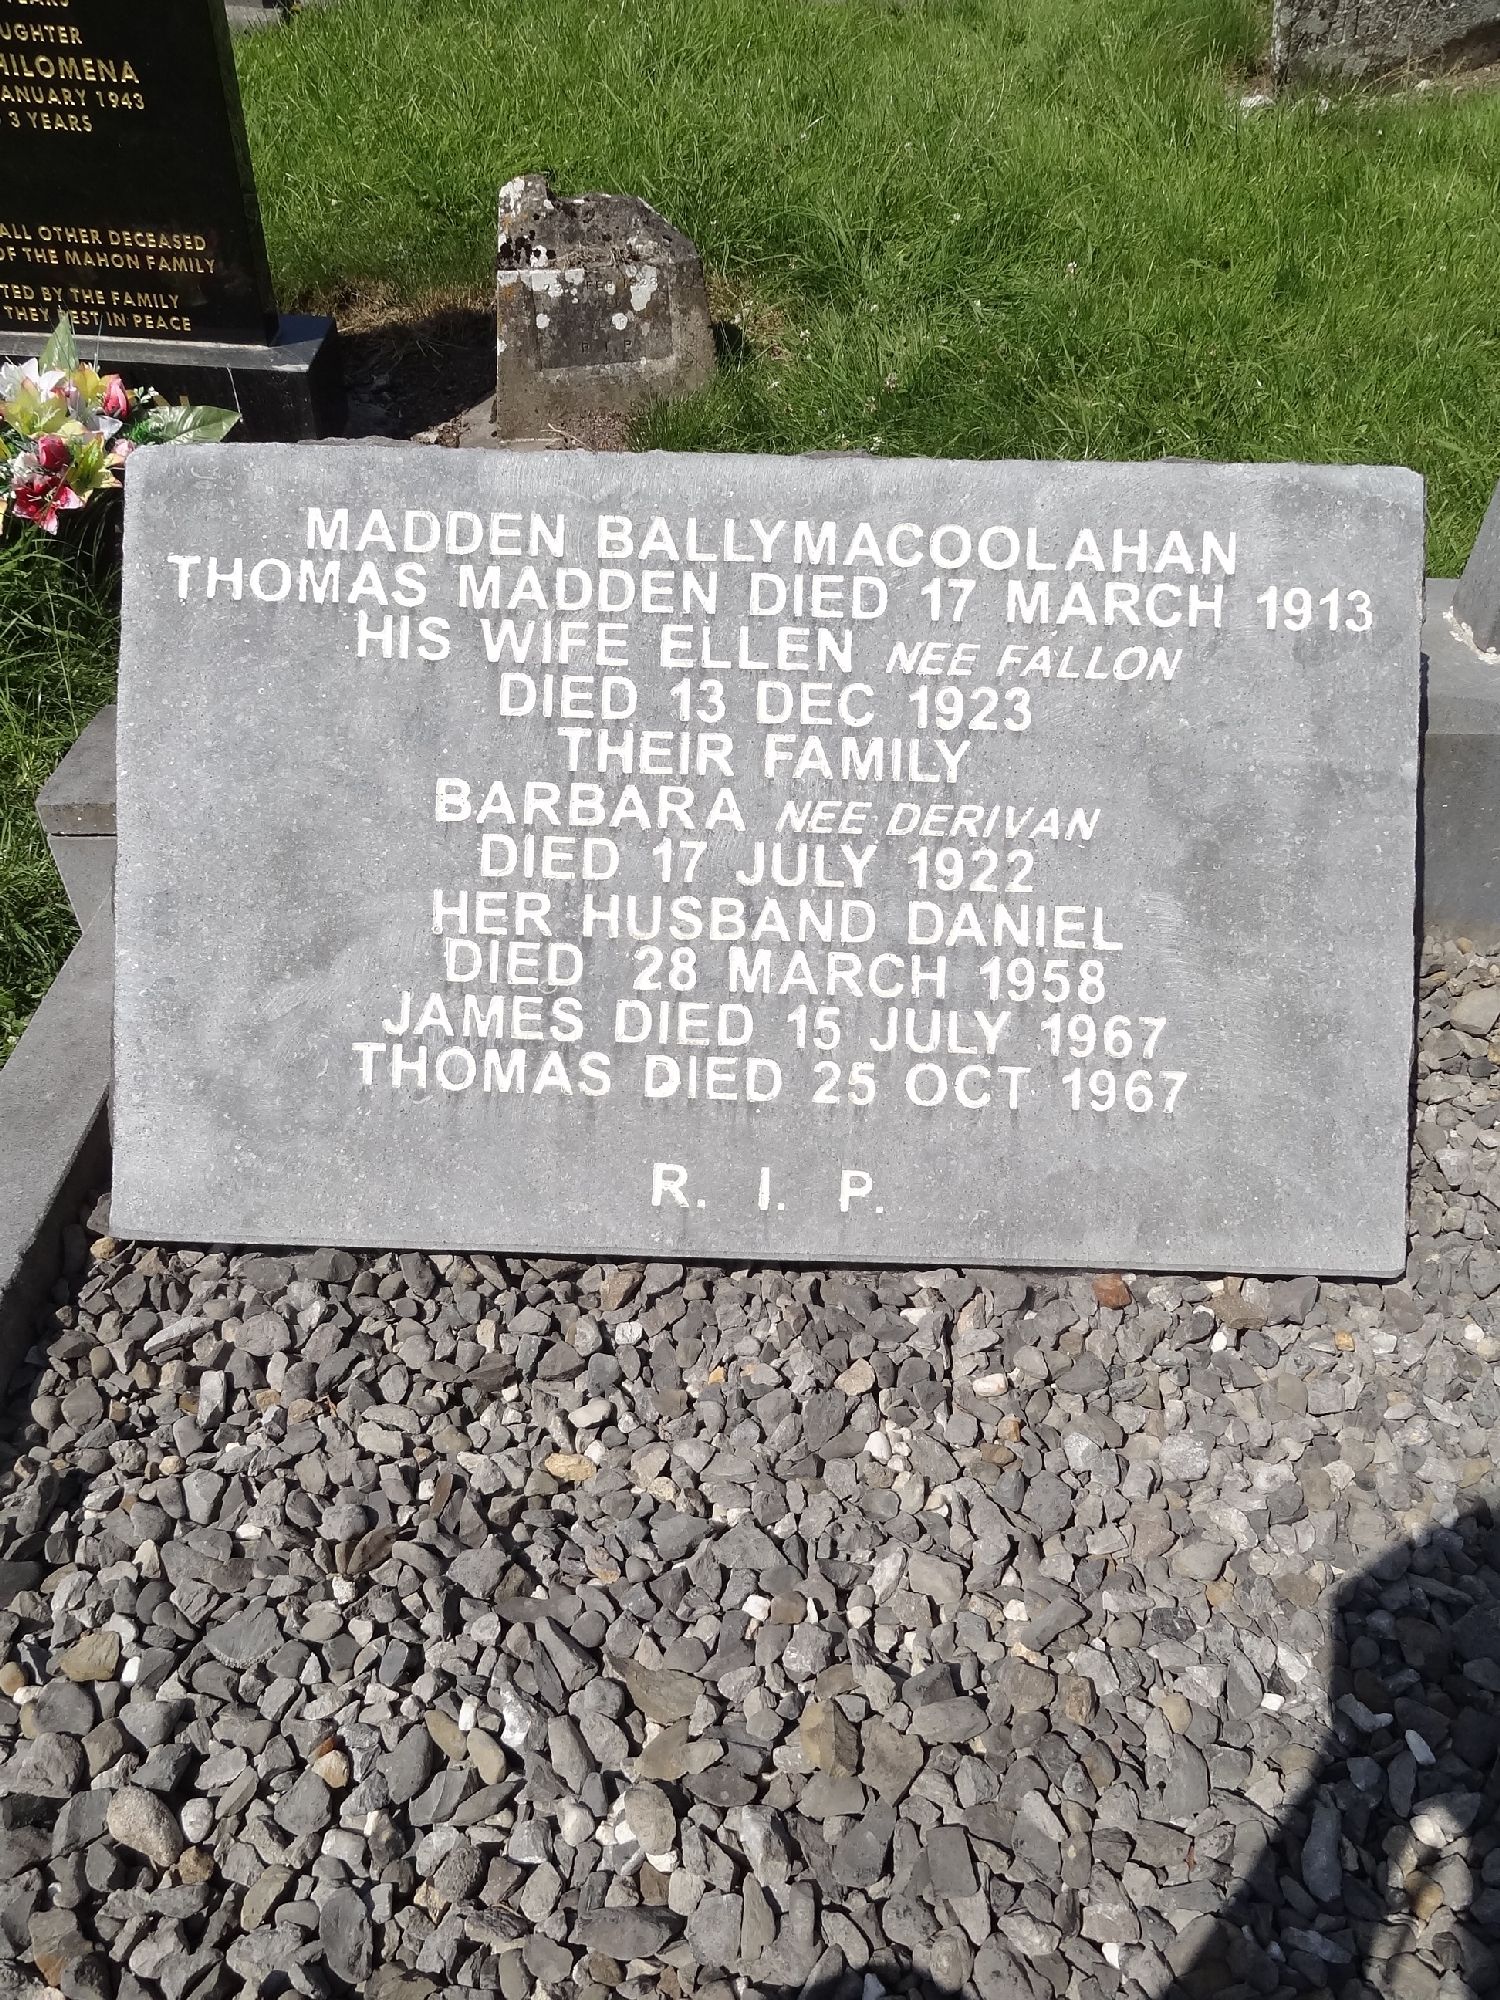 YEARS
UGHTER
HILOMENA
ANUARY 1943
3 YEARS
ALL OTHER DECEASED
OF THE MAHON FAMILY
TED BY THE FAMILY
THEY REST IN PEACE
R I P
MADDEN BALLYMACOOLAHAN
THOMAS MADDEN DIED 17 MARCH 1913
HIS WIFE ELLEN NEE FALLON
DIED 13 DEC 1923
THEIR FAMILY
BARBARA NEE DERIVAN
DIED 17 JULY 1922
HER HUSBAND DANIEL
DIED 28 MARCH 1958
JAMES DIED 15 JULY 1967
THOMAS DIED 25 OCT 1967
R. I. P.